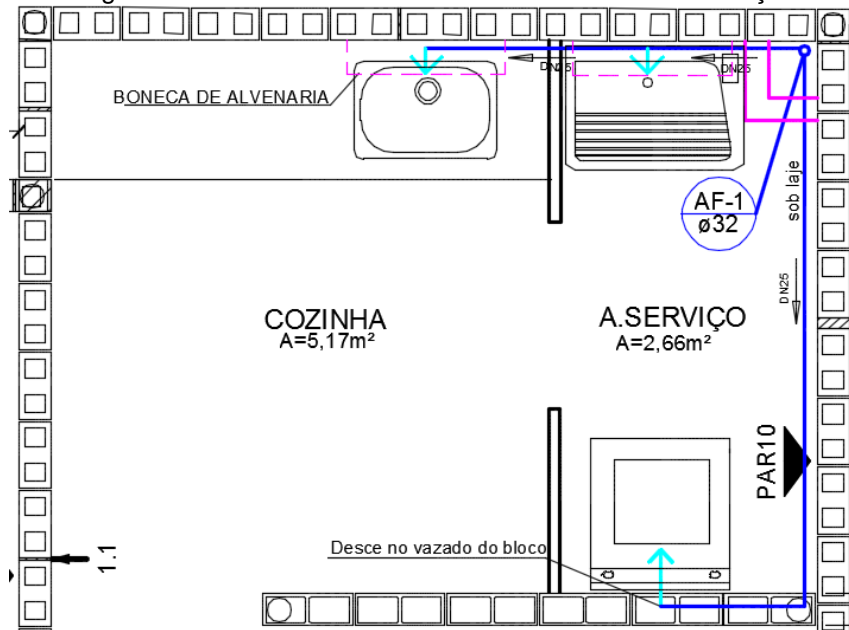 DN25
DN25
BONECA DE ALVENARIA
AF-1
ø32
sob laje
DN25
COZINHA
A=5,17m²
A.SERVIÇO
A=2,66m²
PAR10
Desce no vazado do bloco
1.1